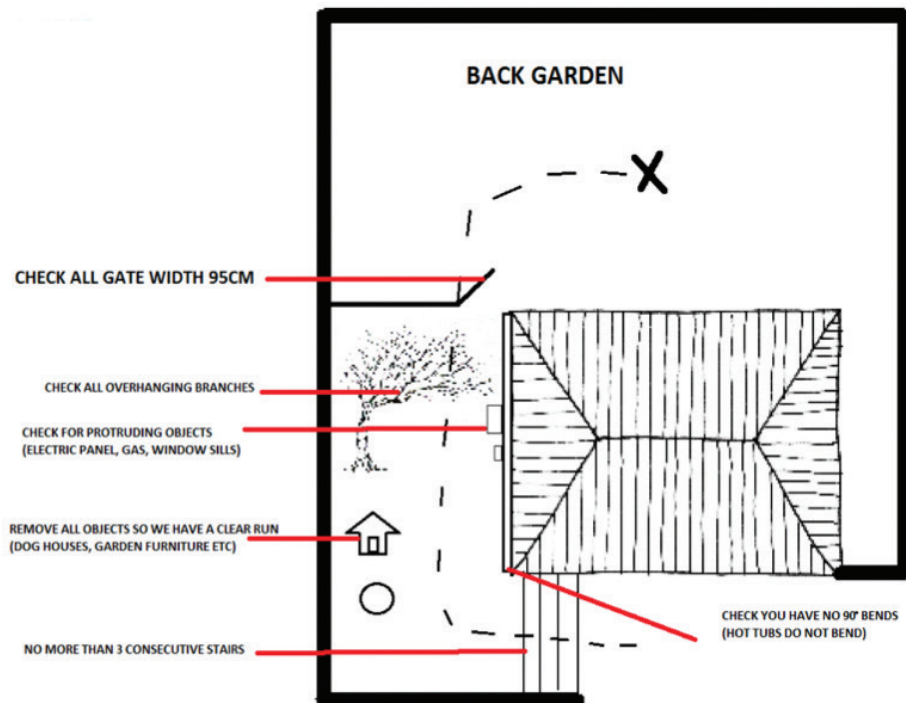 BACK GARDEN
CHECK ALL GATE WIDTH 95CM
CHECK ALL OVERHANGING BRANCHES
CHECK FOR PROTRUDING OBJECTS
(ELECTRIC PANEL, GAS, WINDOW SILLS)
REMOVE ALL OBJECTS SO WE HAVE A CLEAR RUN
(DOG HOUSES, GARDEN FURNITURE ETC)
CHECK YOU HAVE NO 90° BENDS
(HOT TUBS DO NOT BEND)
NO MORE THAN 3 CONSECUTIVE STAIRS